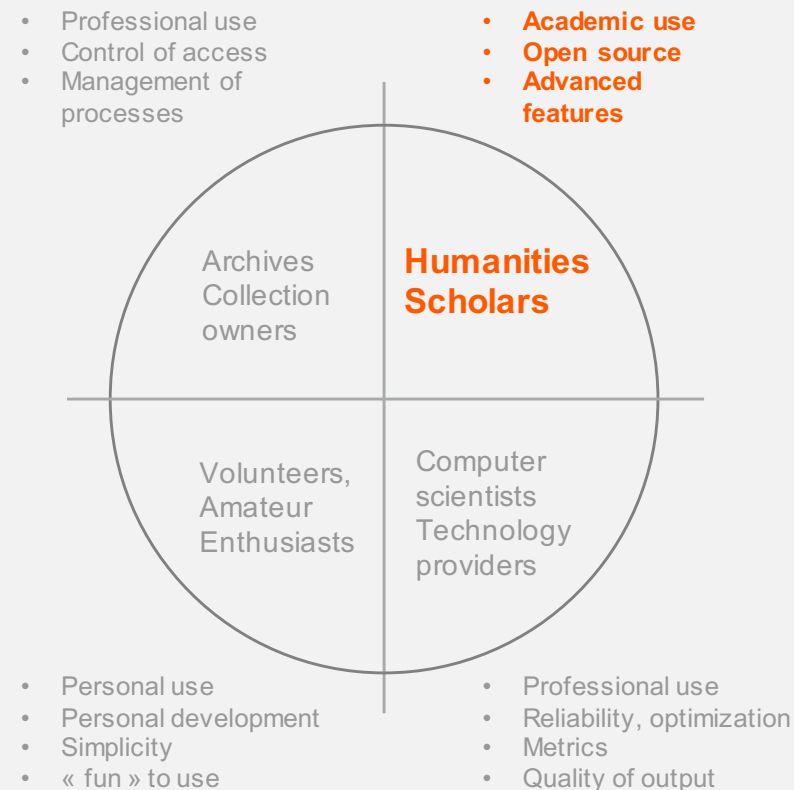 • Professional use
• Control of access
• Management of
processes
• Academic use
• Open source
• Advanced
features
Archives
Collection
owners
Humanities
Scholars
Volunteers,
Amateur
Enthusiasts
Computer
scientists
Technology
providers
• Personal use
• Personal development
• Simplicity
• « fun » to use
• Professional use
• Reliability, optimization
• Metrics
• Quality of output